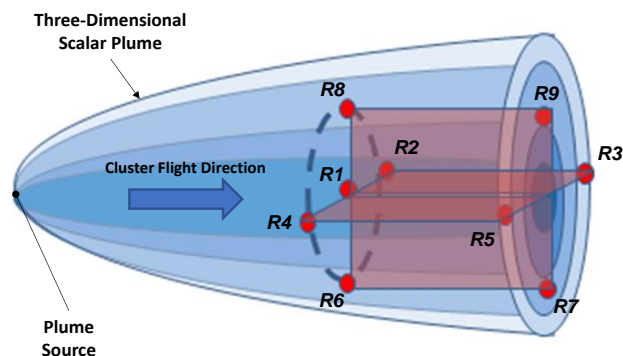 Three-Dimensional
Scalar Plume
R8
R9
R2
R3
Cluster Flight Direction
R1
R4
R5
R6
R7
Plume
Source